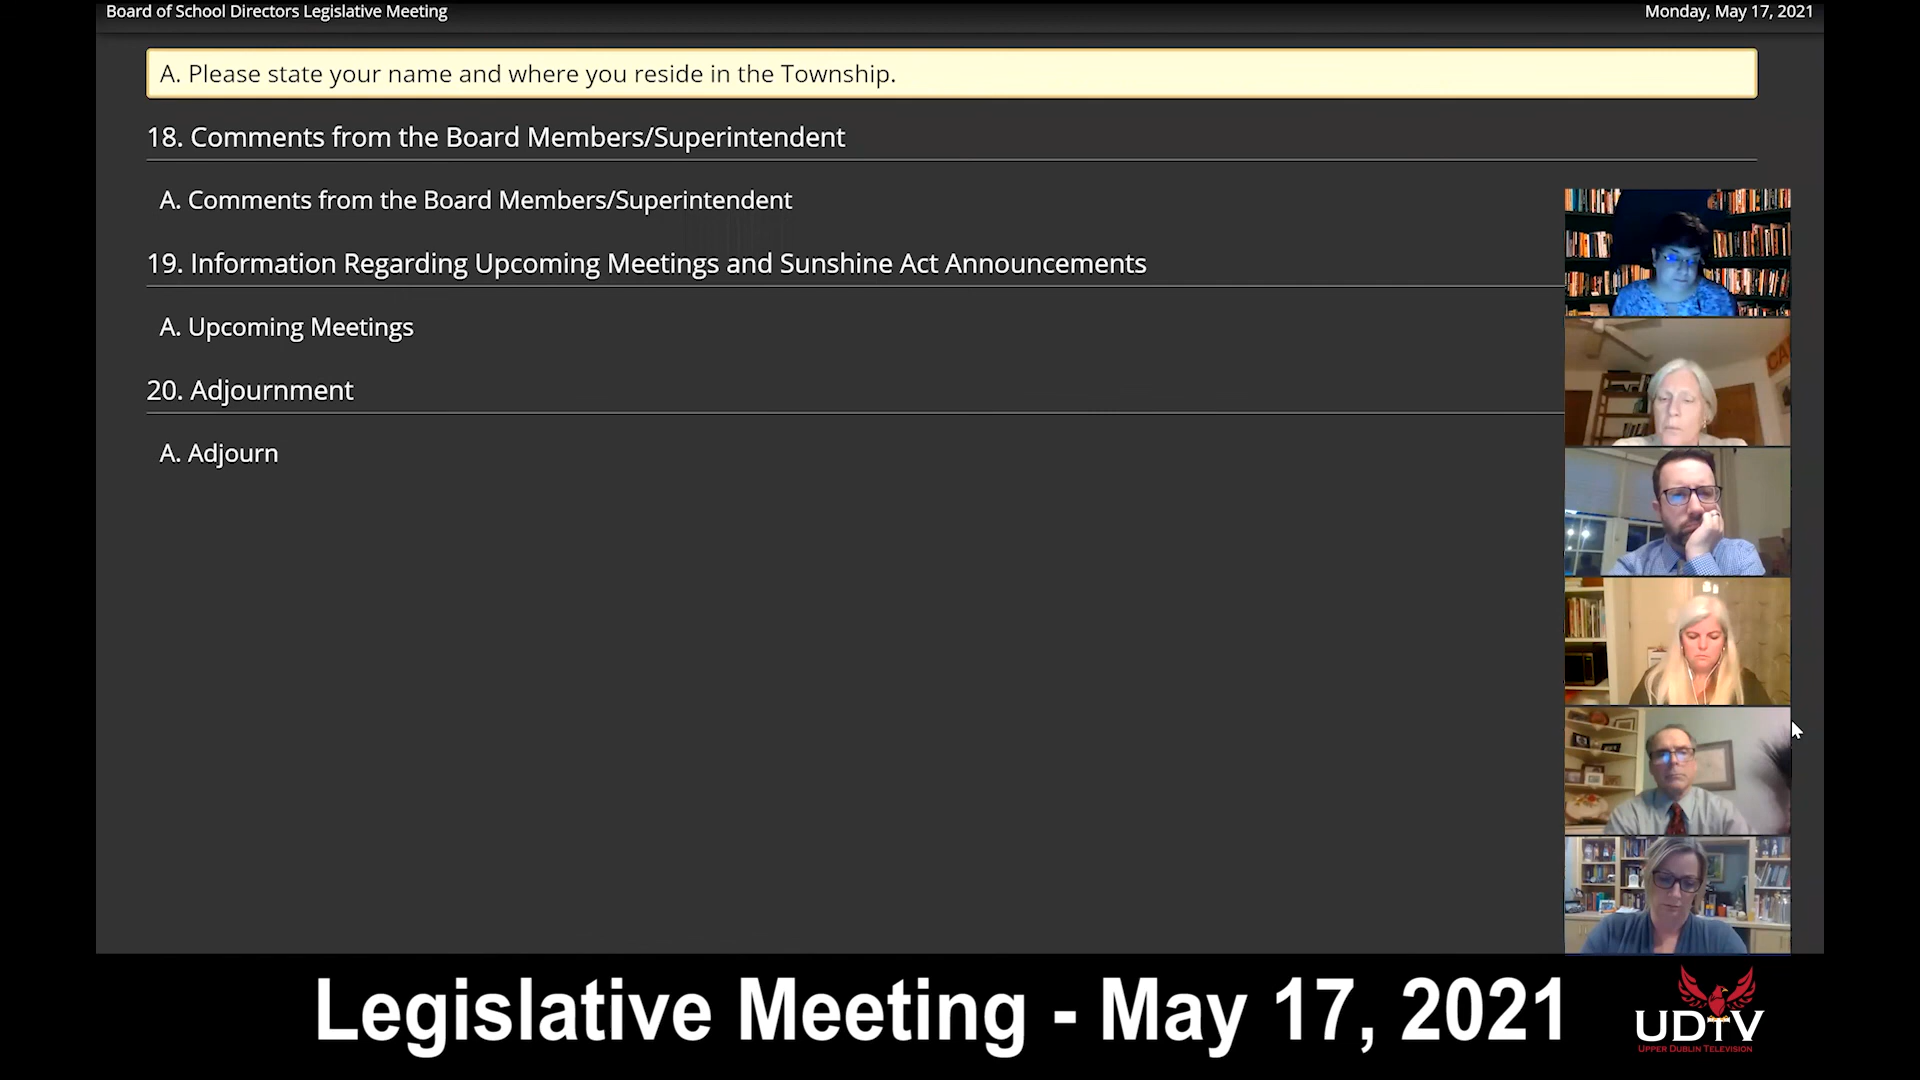 Board of School Directors Legislative Meeting
Monday, May 17, 2021
A. Please state your name and where you reside in the Township.
18. Comments from the Board Members/Superintendent
A. Comments from the Board Members/Superintendent
19. Information Regarding Upcoming Meetings and Sunshine Act Announcements
A. Upcoming Meetings
20. Adjournment
A. Adjourn
CA
Legislative Meeting - May 17, 2021
UDTV
UPPER DUBLIN TELEVISION